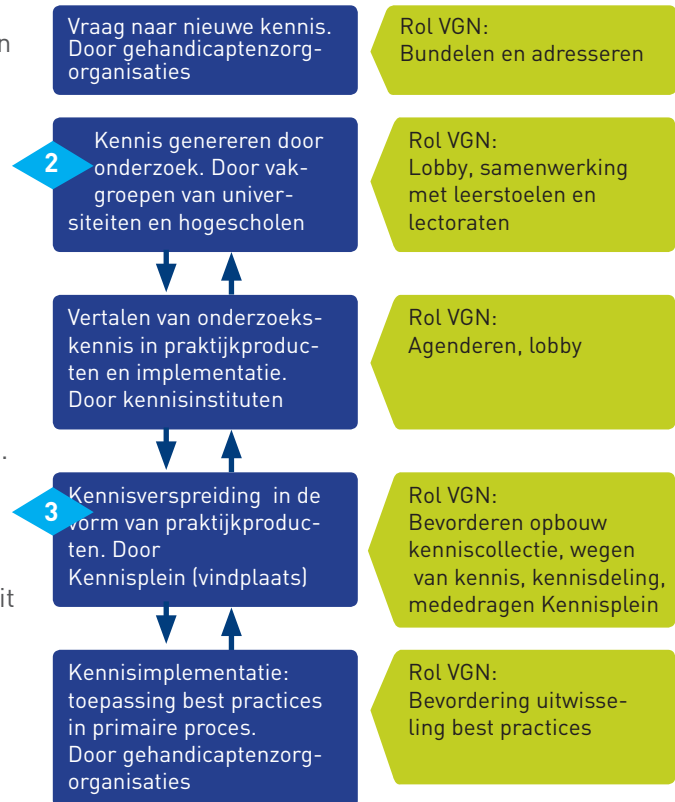 n
Vraag naar nieuwe kennis.
Door gehandicaptenzorg-
organisaties
Rol VGN:
Bundelen en adresseren
2
Kennis genereren door
onderzoek. Door vak-
groepen van univer-
siteiten en hogescholen
Rol VGN:
Lobby, samenwerking
met leerstoelen en
lectoraten
Vertalen van onderzoeks-
kennis in praktijkproduc-
ten en implementatie.
Door kennisinstituten
Rol VGN:
Agenderen, lobby
.
3
Kennisverspreiding in de
vorm van praktijkproduc-
ten. Door
Kennisplein (vindplaats)
Rol VGN:
Bevorderen opbouw
kenniscollectie, wegen
van kennis, kennisdeling,
mededragen Kennisplein
it
Kennisimplementatie:
toepassing best practices
in primaire proces.
Door gehandicaptenzorg-
organisaties
Rol VGN:
Bevordering uitwisse-
ling best practices